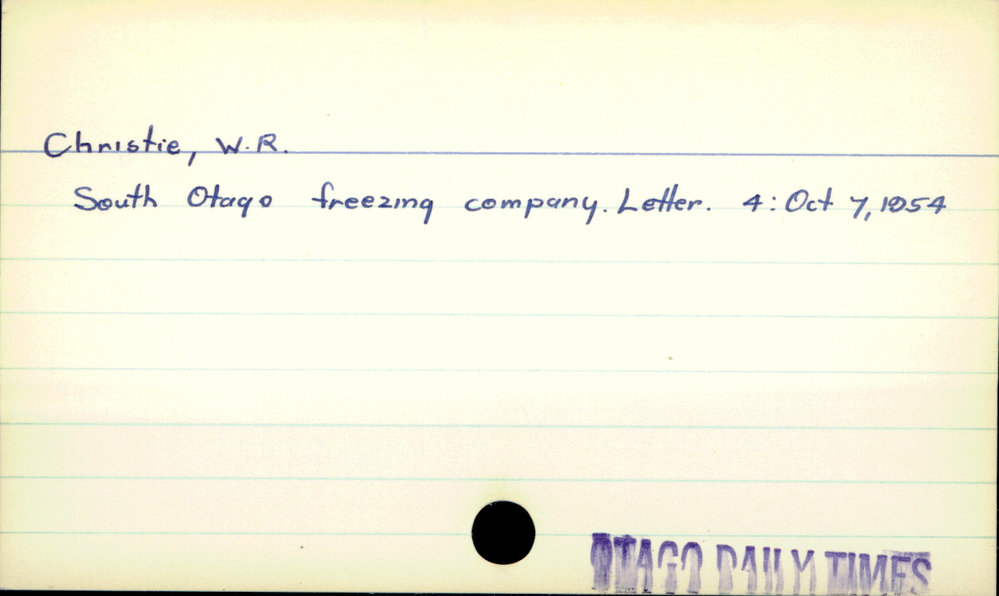 Christie, W.R.
South Otago freezing company. Letter. 4: Oct 7, 1954
OTAGO DAILY TIMES